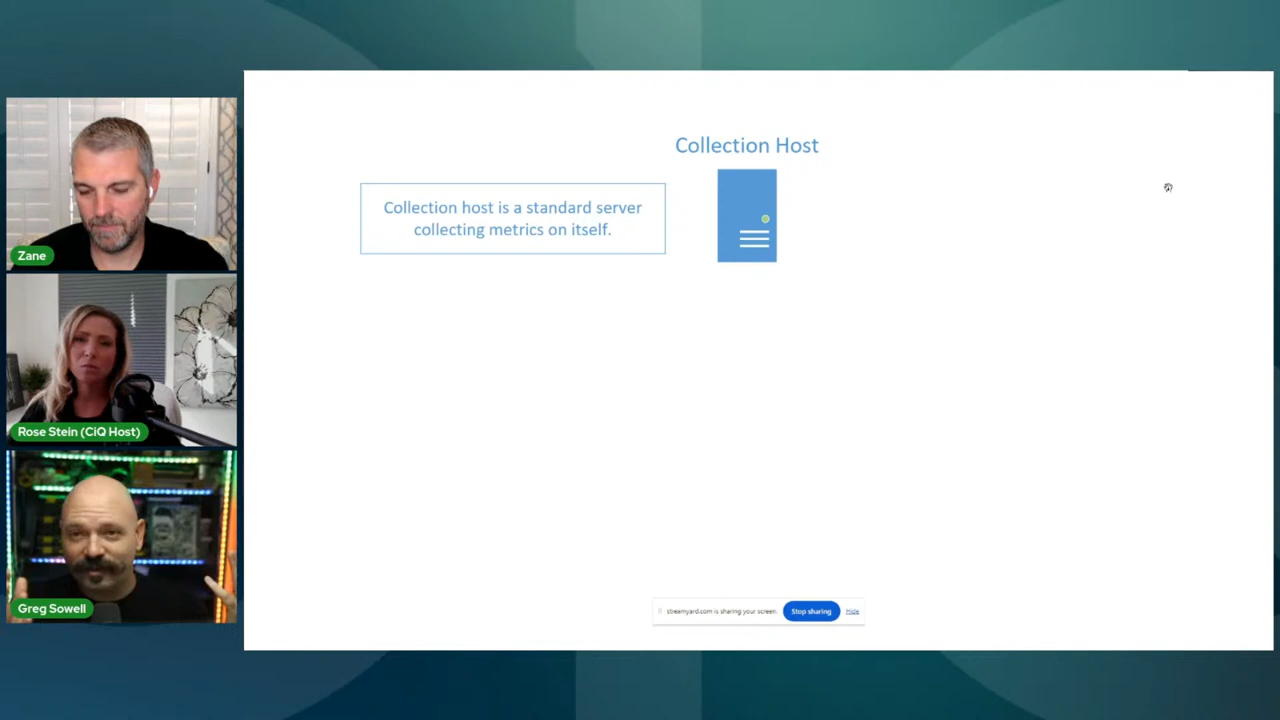 Zane
Rose Stein (CiQ Host)
Greg Sowell
Collection Host
Collection host is a standard server
collecting metrics on itself.
streamyard.com is sharing your screen.
Stop sharing
Hide